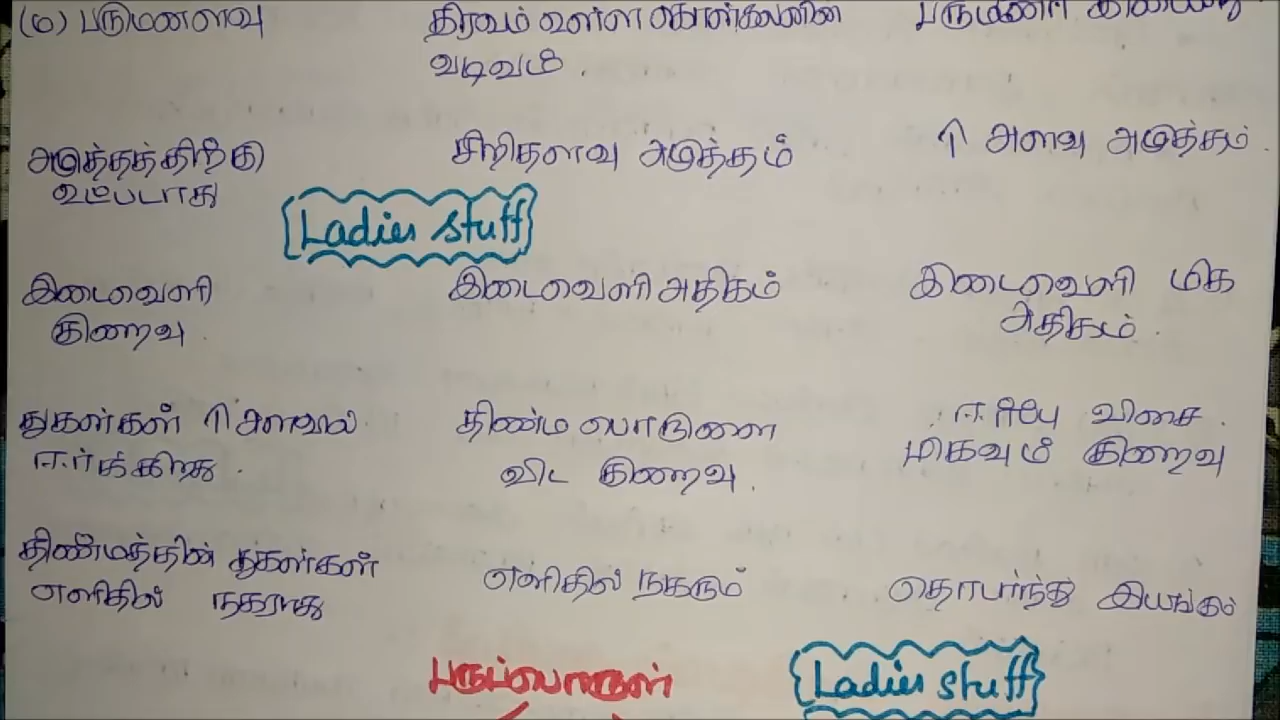 (ம) பருமனளவு
திரவம் உள்ள கொள்கலனின்
வடிவம் .
அழுத்தத்திற்கு
உட்படாது
சிறிதளவு அழுத்தம்
அளவு அழுத்தம் .
Ladies stuff
இடைவெளி
குறைவு .
இடைவெளி அதிகம்
இடைவெளி மிக
அதிகம் .
துகள்கள்
ஈர்க்கிறது .
திண்ம பொருளை
விட குறைவு .
ஈர்ப்பு விசை .
மிகவும் குறைவு
திண்மத்தின் துகள்கள்
எளிதில் நகராது
எளிதில் நகரும்
தொடர்ந்து இயங்கும்
பருப்பொருள்
Ladies stuff